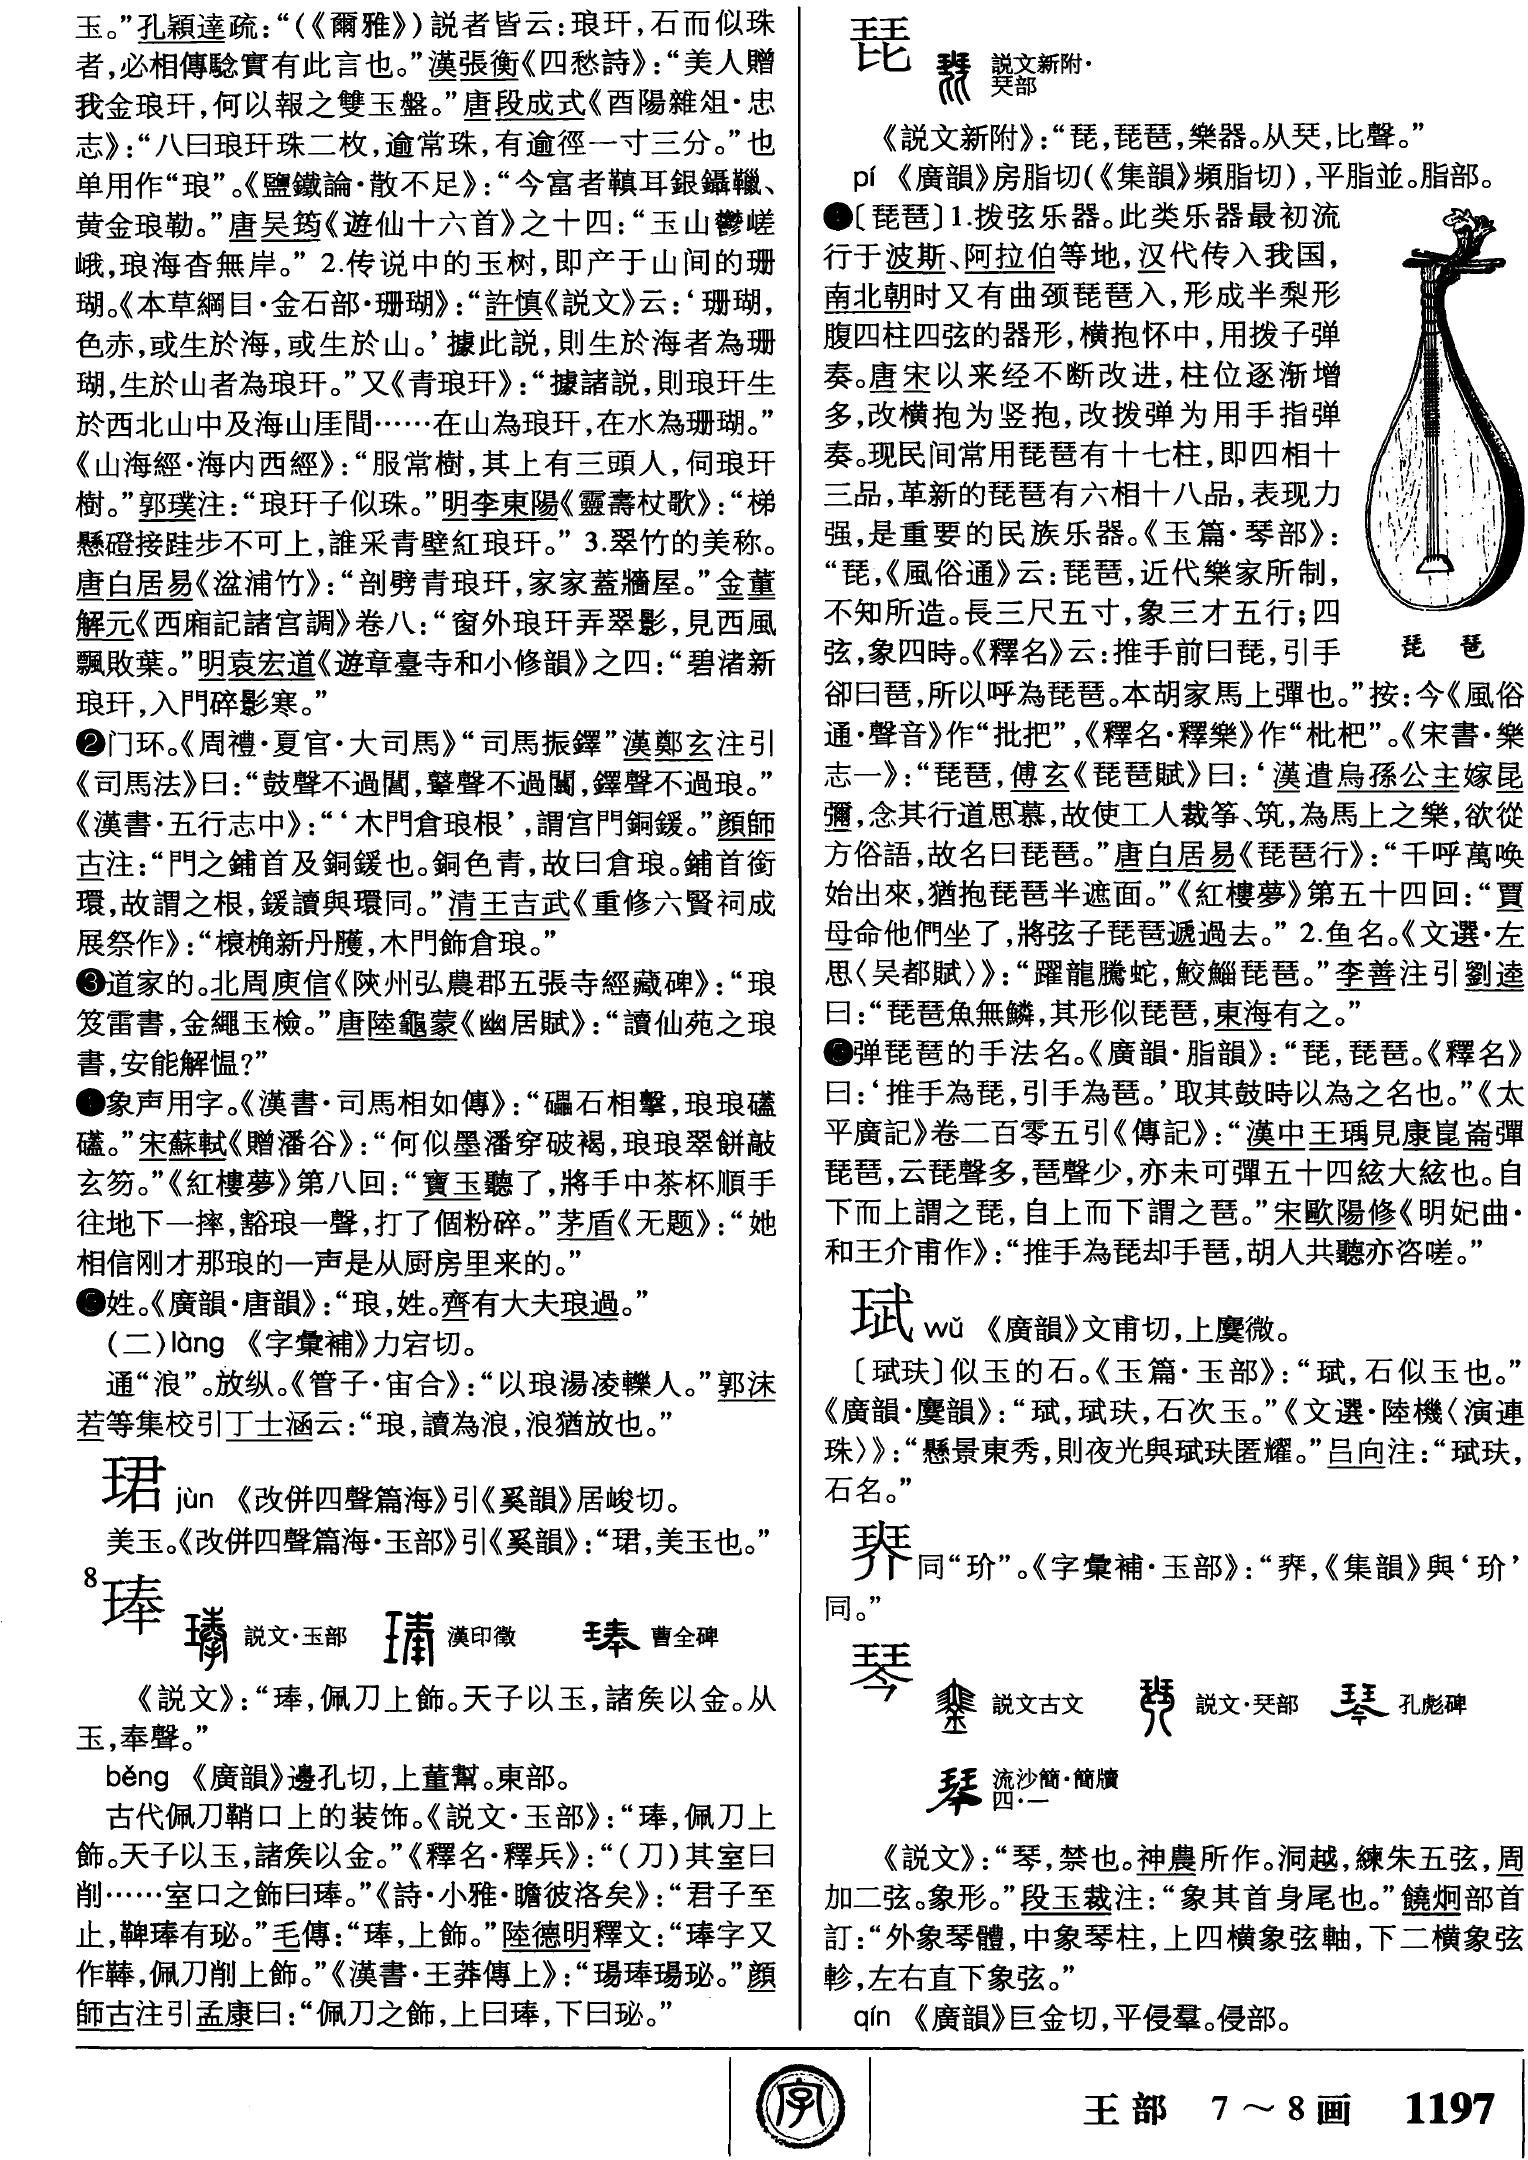 玉。”孔穎達疏：“（《爾雅》）説者皆云：琅玕，石而似珠
者，必相傳驗實有此言也。”漢張衡《四愁詩》：“美人贈
我金琅玕，何以報之雙玉盤。”唐段成式《酉陽雜俎·忠
志》：“八曰琅玕珠二枚，逾常珠，有逾徑一寸三分。”也
单用作“琅”。《鹽鐵論·散不足》：“今富者鞼耳銀鑷䩭、
黄金琅勒。”唐吴筠《遊仙十六首》之十四：“玉山鬱嵯
峨，琅海杳無岸。” 2.传说中的玉树，即产于山间的珊
瑚。《本草綱目·金石部·珊瑚》：“許慎《説文》云：‘珊瑚，
色赤，或生於海，或生於山。’據此説，則生於海者為珊
瑚，生於山者為琅玕。”又《青琅玕》：“據諸説，則琅玕生
於西北山中及海山厓間……在山為琅玕，在水為珊瑚。”
《山海經·海内西經》：“服常樹，其上有三頭人，伺琅玕
樹。”郭璞注：“琅玕子似珠。”明李東陽《靈壽杖歌》：“梯
懸磴接跬步不可上，誰采青壁紅琅玕。” 3.翠竹的美称。
唐白居易《湓浦竹》：“剖劈青琅玕，家家蓋牆屋。”金董
解元《西廂記諸宫調》卷八：“窗外琅玕弄翠影，見西風
飄敗葉。”明袁宏道《遊章臺寺和小修韻》之四：“碧渚新
琅玕，入門碎影寒。”
❷门环。《周禮·夏官·大司馬》“司馬振鐸”漢鄭玄注引
《司馬法》曰：“鼓聲不過閶，鼙聲不過闒，鐸聲不過琅。”
《漢書·五行志中》：“‘木門倉琅根’，謂宫門銅鍰。”顔師
古注：“門之鋪首及銅鍰也。銅色青，故曰倉琅。鋪首銜
環，故謂之根，鍰讀與環同。”清王吉武《重修六賢祠成
展祭作》：“榱桷新丹雘，木門飾倉琅。”
❸道家的。北周庾信《陝州弘農郡五張寺經藏碑》：“琅
笈雷書，金繩玉檢。”唐陸龜蒙《幽居賦》：“讀仙苑之琅
書，安能解愠？”
❹象声用字。《漢書·司馬相如傳》：“礧石相擊，琅琅礚
礚。”宋蘇軾《贈潘谷》：“何似墨潘穿破褐，琅琅翠餅敲
玄笏。”《紅樓夢》第八回：“寶玉聽了，將手中茶杯順手
往地下一摔，豁琅一聲，打了個粉碎。”茅盾《无题》：“她
相信刚才那琅的一声是从厨房里来的。”
❺姓。《廣韻·唐韻》：“琅，姓。齊有大夫琅過。”
（二）làng 《字彙補》力宕切。
通“浪”。放纵。《管子·宙合》：“以琅湯凌轢人。”郭沫
若等集校引丁士涵云：“琅，讀為浪，浪猶放也。”
珺 jùn 《改併四聲篇海》引《奚韻》居峻切。
美玉。《改併四聲篇海·玉部》引《奚韻》：“珺，美玉也。”
8琫 説文·玉部 漢印徵 曹全碑
《説文》：“琫，佩刀上飾。天子以玉，諸矦以金。从
玉，奉聲。”
běng 《廣韻》邊孔切，上董幫。東部。
古代佩刀鞘口上的装饰。《説文·玉部》：“琫，佩刀上
飾。天子以玉，諸矦以金。”《釋名·釋兵》：“（刀）其室曰
削……室口之飾曰琫。”《詩·小雅·瞻彼洛矣》：“君子至
止，鞞琫有珌。”毛傳：“琫，上飾。”陸德明釋文：“琫字又
作鞛，佩刀削上飾。”《漢書·王莽傳上》：“瑒琫瑒珌。”顔
師古注引孟康曰：“佩刀之飾，上曰琫，下曰珌。”
琵 説文新附·
珡部
《説文新附》：“琵，琵琶，樂器。从珡，比聲。”
pí 《廣韻》房脂切（《集韻》頻脂切），平脂並。脂部。
❶〔琵琶〕1.拨弦乐器。此类乐器最初流
行于波斯、阿拉伯等地，汉代传入我国，
南北朝时又有曲颈琵琶入，形成半梨形
腹四柱四弦的器形，横抱怀中，用拨子弹
奏。唐宋以来经不断改进，柱位逐渐增
多，改横抱为竖抱，改拨弹为用手指弹
奏。现民间常用琵琶有十七柱，即四相十
三品，革新的琵琶有六相十八品，表现力
强，是重要的民族乐器。《玉篇·琴部》：
“琵，《風俗通》云：琵琶，近代樂家所制，
不知所造。長三尺五寸，象三才五行；四
弦，象四時。《釋名》云：推手前曰琵，引手
琵 琶
卻曰琶，所以呼為琵琶。本胡家馬上彈也。”按：今《風俗
通·聲音》作“批把”，《釋名·釋樂》作“枇杷”。《宋書·樂
志一》：“琵琶，傅玄《琵琶賦》曰：‘漢遣烏孫公主嫁昆
彌，念其行道思慕，故使工人裁筝、筑，為馬上之樂，欲從
方俗語，故名曰琵琶。”唐白居易《琵琶行》：“千呼萬唤
始出來，猶抱琵琶半遮面。”《紅樓夢》第五十四回：“賈
母命他們坐了，將弦子琵琶遞過去。” 2.鱼名。《文選·左
思〈吴都賦〉》：“躍龍騰蛇，鮫鯔琵琶。”李善注引劉逵
曰：“琵琶魚無鱗，其形似琵琶，東海有之。”
❷弹琵琶的手法名。《廣韻·脂韻》：“琵，琵琶。《釋名》
曰：‘推手為琵，引手為琶。’取其鼓時以為之名也。”《太
平廣記》卷二百零五引《傳記》：“漢中王瑀見康崑崙彈
琵琶，云琵聲多，琶聲少，亦未可彈五十四絃大絃也。自
下而上謂之琵，自上而下謂之琶。”宋歐陽修《明妃曲·
和王介甫作》：“推手為琵却手琶，胡人共聽亦咨嗟。”
珷 wǔ 《廣韻》文甫切，上麌微。
〔珷玞〕似玉的石。《玉篇·玉部》：“珷，石似玉也。”
《廣韻·麌韻》：“珷，珷玞，石次玉。”《文選·陸機〈演連
珠〉》：“懸景東秀，則夜光與珷玞匿耀。”吕向注：“珷玞，
石名。”
琾同“玠”。《字彙補·玉部》：“琾，《集韻》與‘玠’
同。”
琴 説文古文 説文·珡部 孔彪碑
流沙簡·簡牘
四·一
《説文》：“琴，禁也。神農所作。洞越，練朱五弦，周
加二弦。象形。”段玉裁注：“象其首身尾也。”饒炯部首
訂：“外象琴體，中象琴柱，上四横象弦軸，下二横象弦
軫，左右直下象弦。”
qín 《廣韻》巨金切，平侵羣。侵部。
字
王部 7～8画 1197